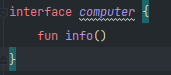 interface computer {
    fun info()
}